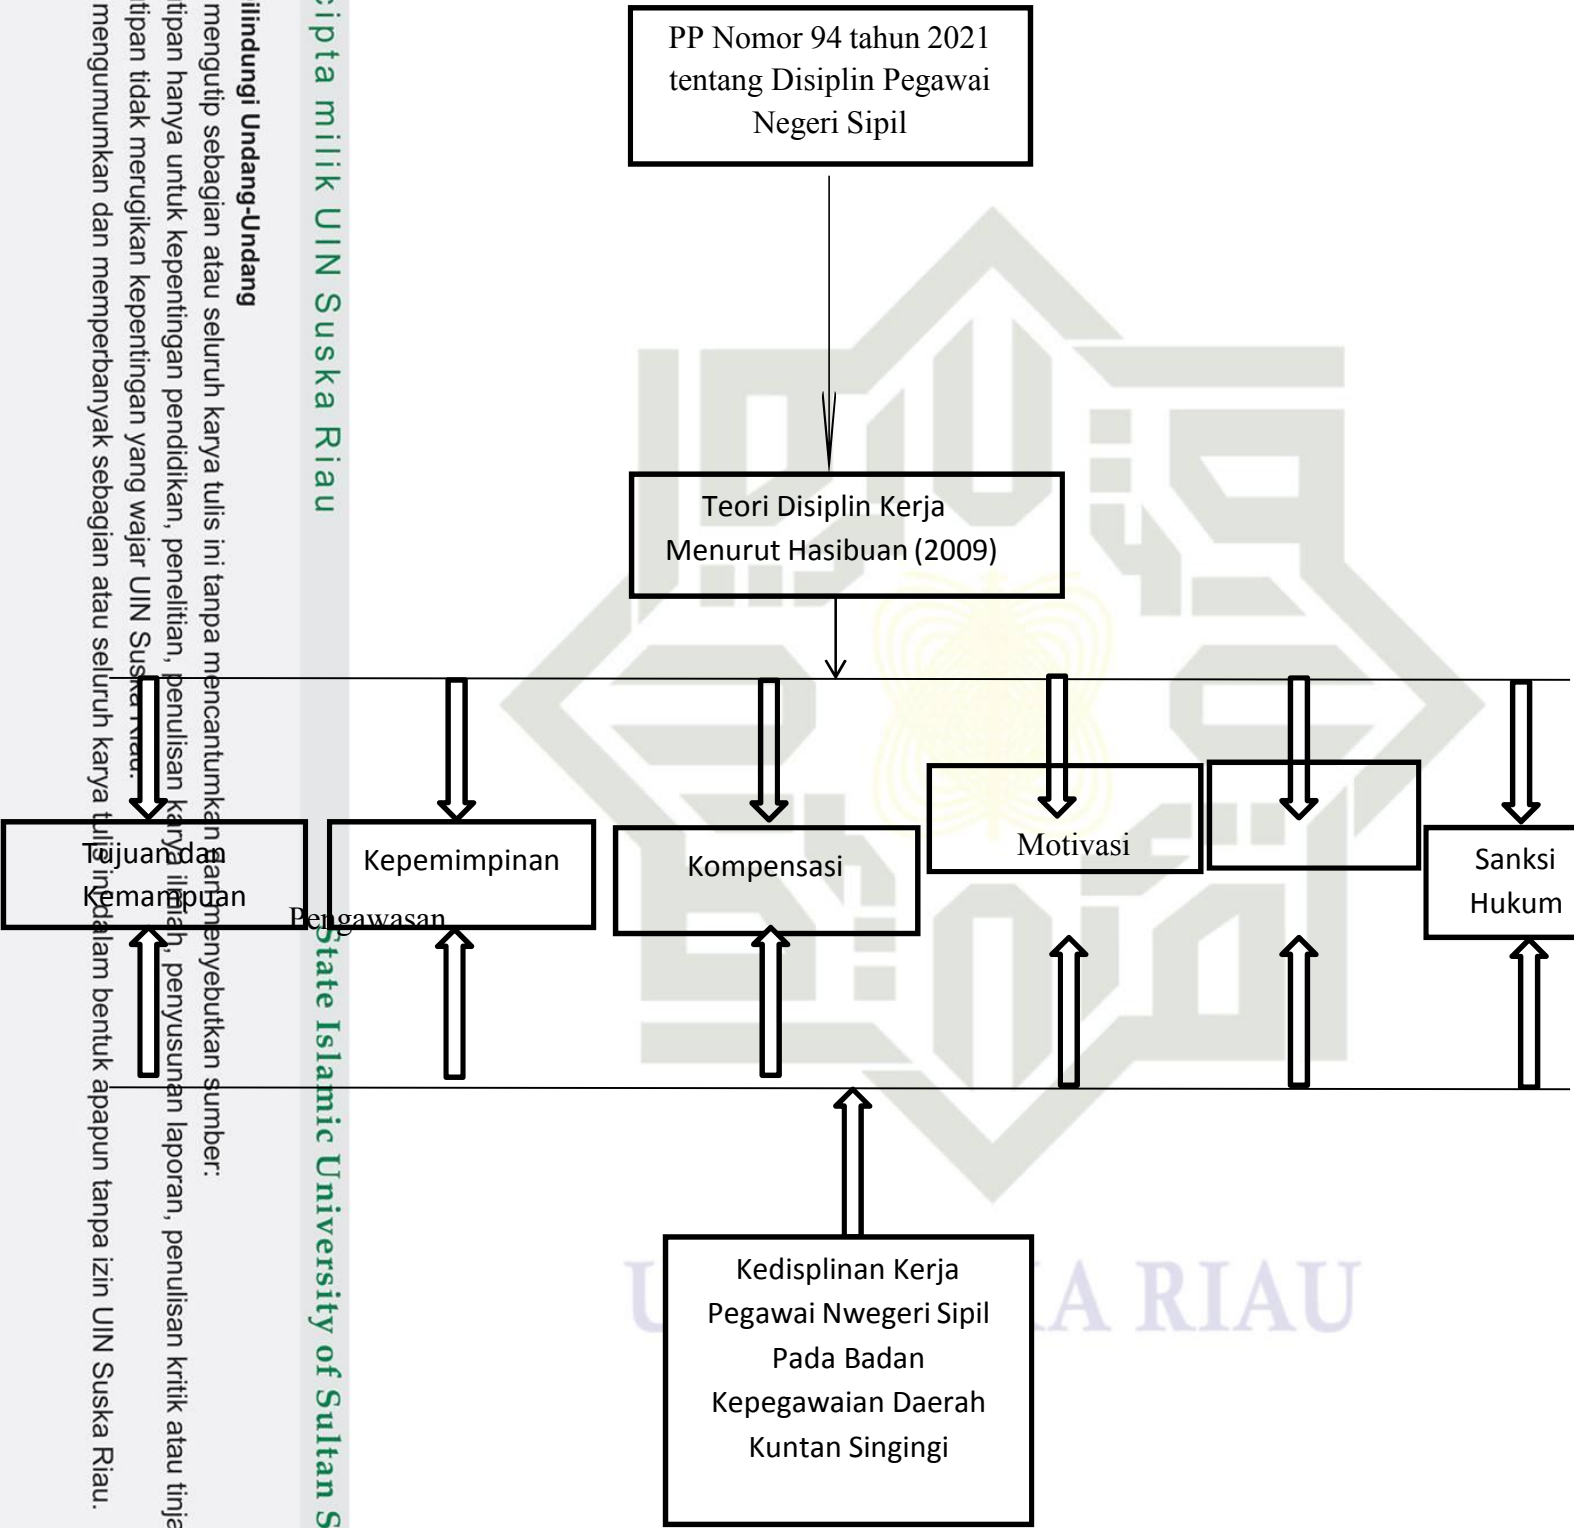 PP Nomor 94 tahun 2021
tentang Disiplin Pegawai
Negeri Sipil
Teori Disiplin Kerja
Menurut Hasibuan (2009)
Tujuan dan
Kemampuan
Kepemimpinan
Pengawasan
Kompensasi
Motivasi
Sanksi
Hukum
Kedisplinan Kerja
Pegawai Nwegeri Sipil
Pada Badan
Kepegawaian Daerah
Kuntan Singingi
cipta milik UIN Suska Riau
State Islamic University of Sultan S
ilindungi Undang-Undang
mengutip sebagian atau seluruh karya tulis ini tanpa mencantumkan dan menyebutkan sumber:
tipan hanya untuk kepentingan pendidikan, penelitian, penulisan karya ilmiah, penyusunan laporan, penulisan kritik atau tinja
tipan tidak merugikan kepentingan yang wajar UIN Suska Riau.
mengumumkan dan memperbanyak sebagian atau seluruh karya tulis ini dalam bentuk apapun tanpa izin UIN Suska Riau.
U KA RIAU